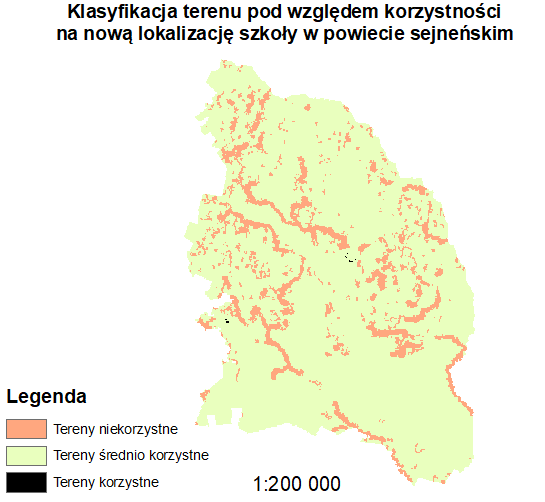 Klasyfikacja terenu pod względem korzystności
na nową lokalizację szkoły w powiecie sejneńskim
Legenda
Tereny niekorzystne
Tereny średnio korzystne
Tereny korzystne
1:200 000